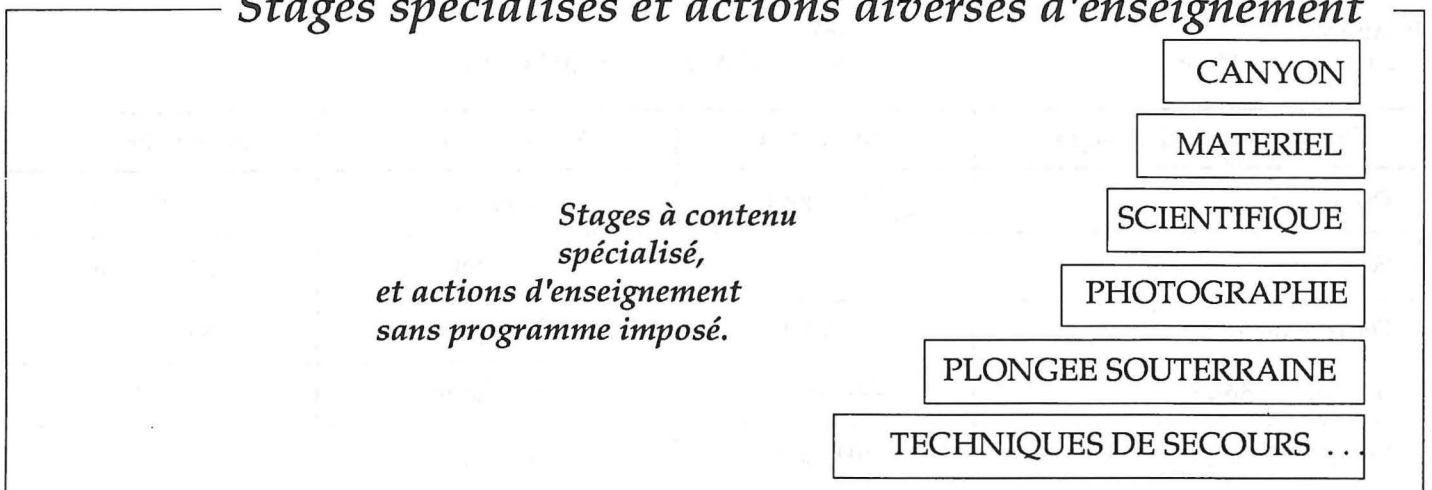 Stages spécialisés et actions diverses d'enseignement
CANYON
MATERIEL
SCIENTIFIQUE
PHOTOGRAPHIE
PLONGEE SOUTERRAINE
TECHNIQUES DE SECOURS ...
Stages à contenu
spécialisé,
et actions d'enseignement
sans programme imposé.